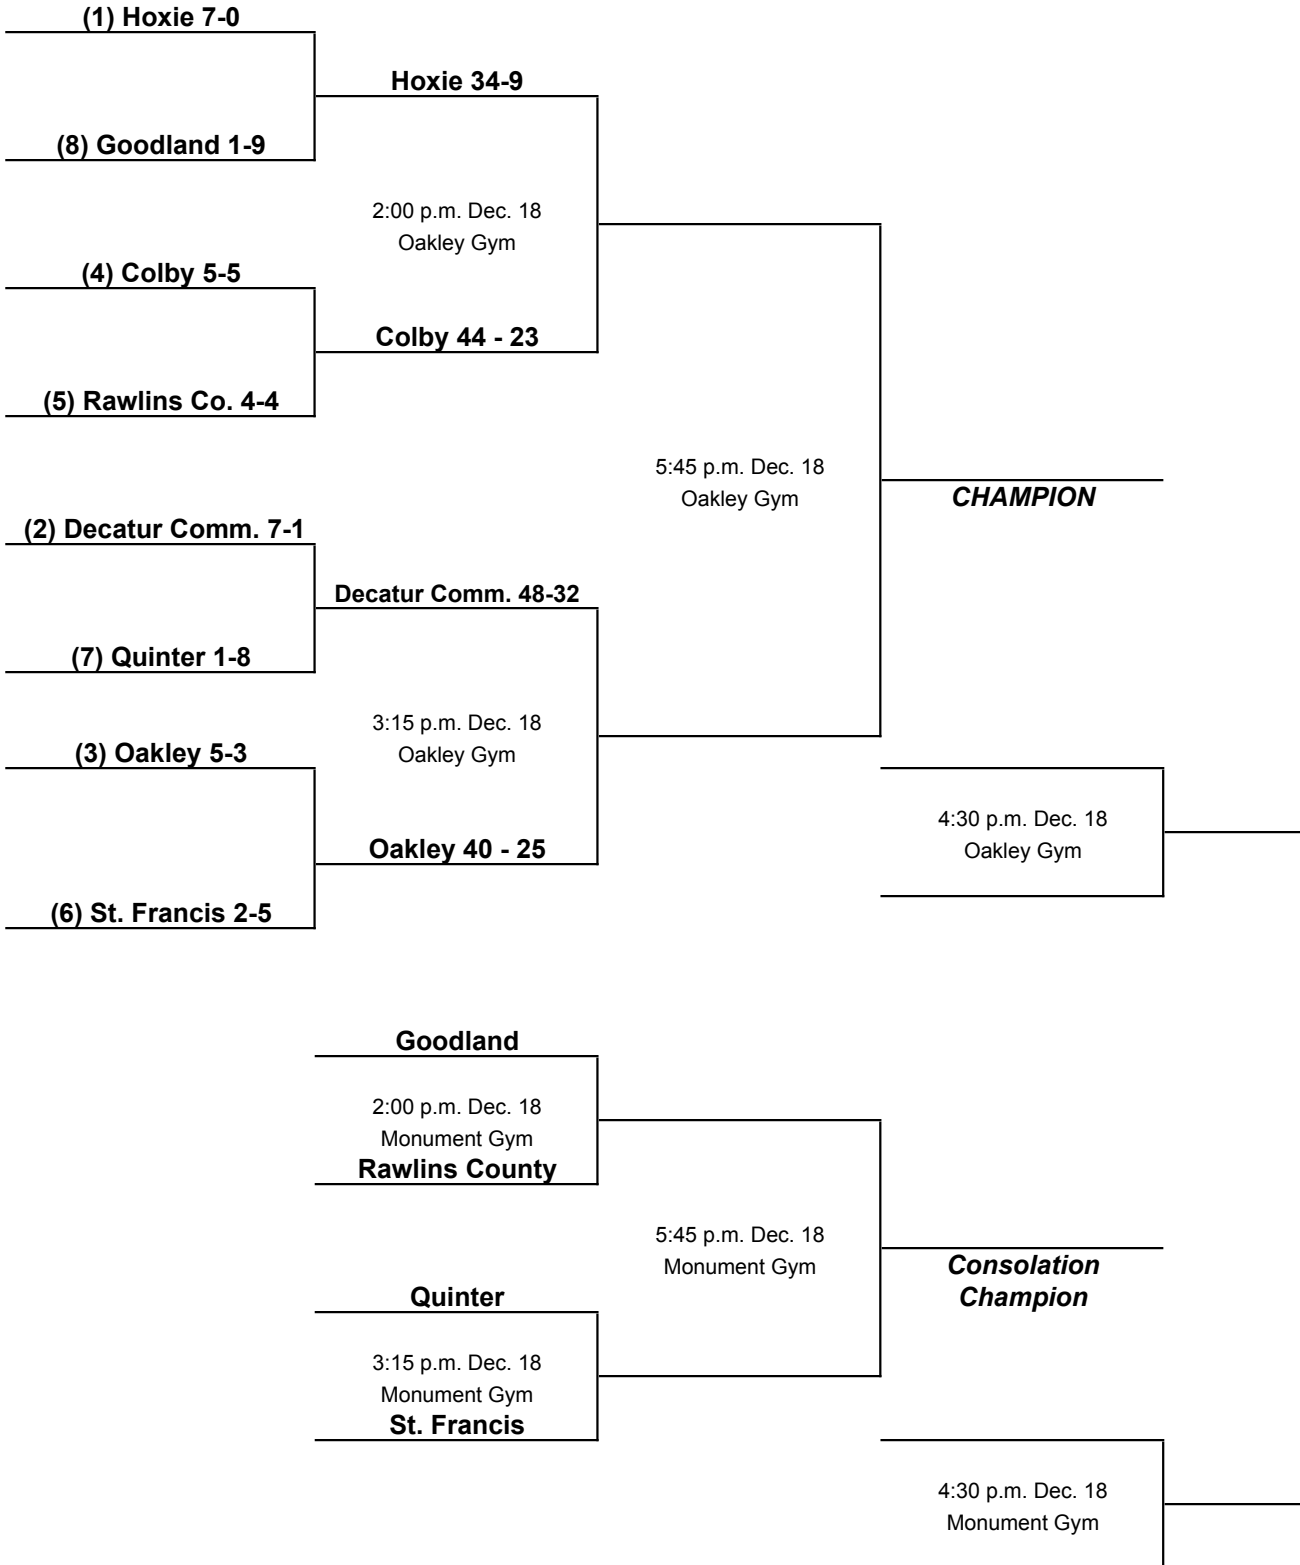 (1) Hoxie 7-0
Hoxie 34-9
(8) Goodland 1-9
2:00 p.m. Dec. 18
Oakley Gym
(4) Colby 5-5
Colby 44 - 23
(5) Rawlins Co. 4-4
5:45 p.m. Dec. 18
Oakley Gym
CHAMPION
(2) Decatur Comm. 7-1
Decatur Comm. 48-32
(7) Quinter 1-8
3:15 p.m. Dec. 18
Oakley Gym
(3) Oakley 5-3
4:30 p.m. Dec. 18
Oakley Gym
Oakley 40 - 25
(6) St. Francis 2-5
Goodland
2:00 p.m. Dec. 18
Monument Gym
Rawlins County
5:45 p.m. Dec. 18
Monument Gym
Consolation
Champion
Quinter
3:15 p.m. Dec. 18
Monument Gym
St. Francis
4:30 p.m. Dec. 18
Monument Gym